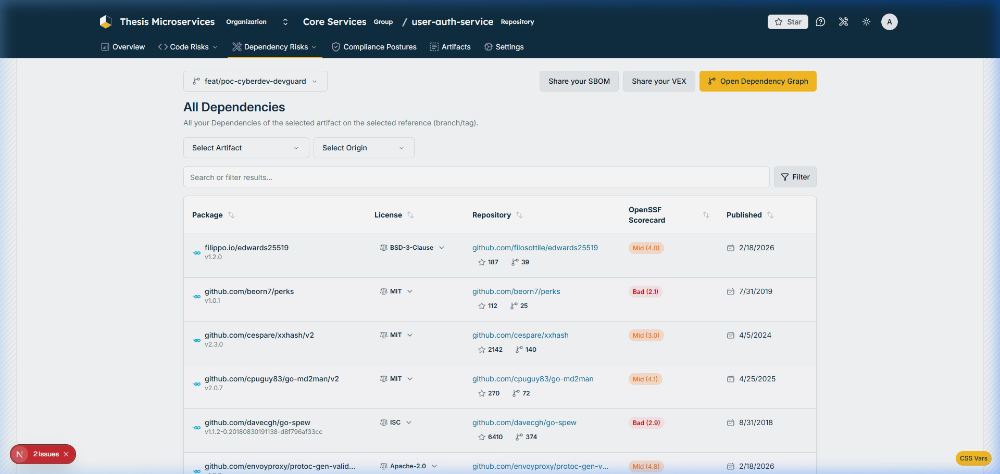 Thesis Microservices Organization Core Services Group / user-auth-service Repository Star A
Overview Code Risks Dependency Risks Compliance Postures Artifacts Settings
feat/poc-cyberdev-devguard Share your SBOM Share your VEX Open Dependency Graph
All Dependencies
All your Dependencies of the selected artifact on the selected reference (branch/tag).
Select Artifact Select Origin
Search or filter results... Filter
Package License Repository OpenSSF Scorecard Published
filippo.io/edwards25519 BSD-3-Clause github.com/filosottile/edwards25519 Mid (4.0) 2/18/2026
v1.2.0 187 39
github.com/beorn7/perks MIT github.com/beorn7/perks Bad (2.1) 7/31/2019
v1.0.1 112 25
github.com/cespare/xxhash/v2 MIT github.com/cespare/xxhash Mid (3.0) 4/5/2024
v2.3.0 2142 140
github.com/cpuguy83/go-md2man/v2 MIT github.com/cpuguy83/go-md2man Mid (4.1) 4/25/2025
v2.0.7 270 72
github.com/davecgh/go-spew ISC github.com/davecgh/go-spew Bad (2.9) 8/31/2018
v1.1.2-0.20180830191138-d8f796af33cc 6410 374
github.com/envoyproxy/protoc-gen-valid... Apache-2.0 github.com/envoyproxy/protoc-gen-v... Mid (4.8) 2/18/2026
N 2 Issues
CSS Vars